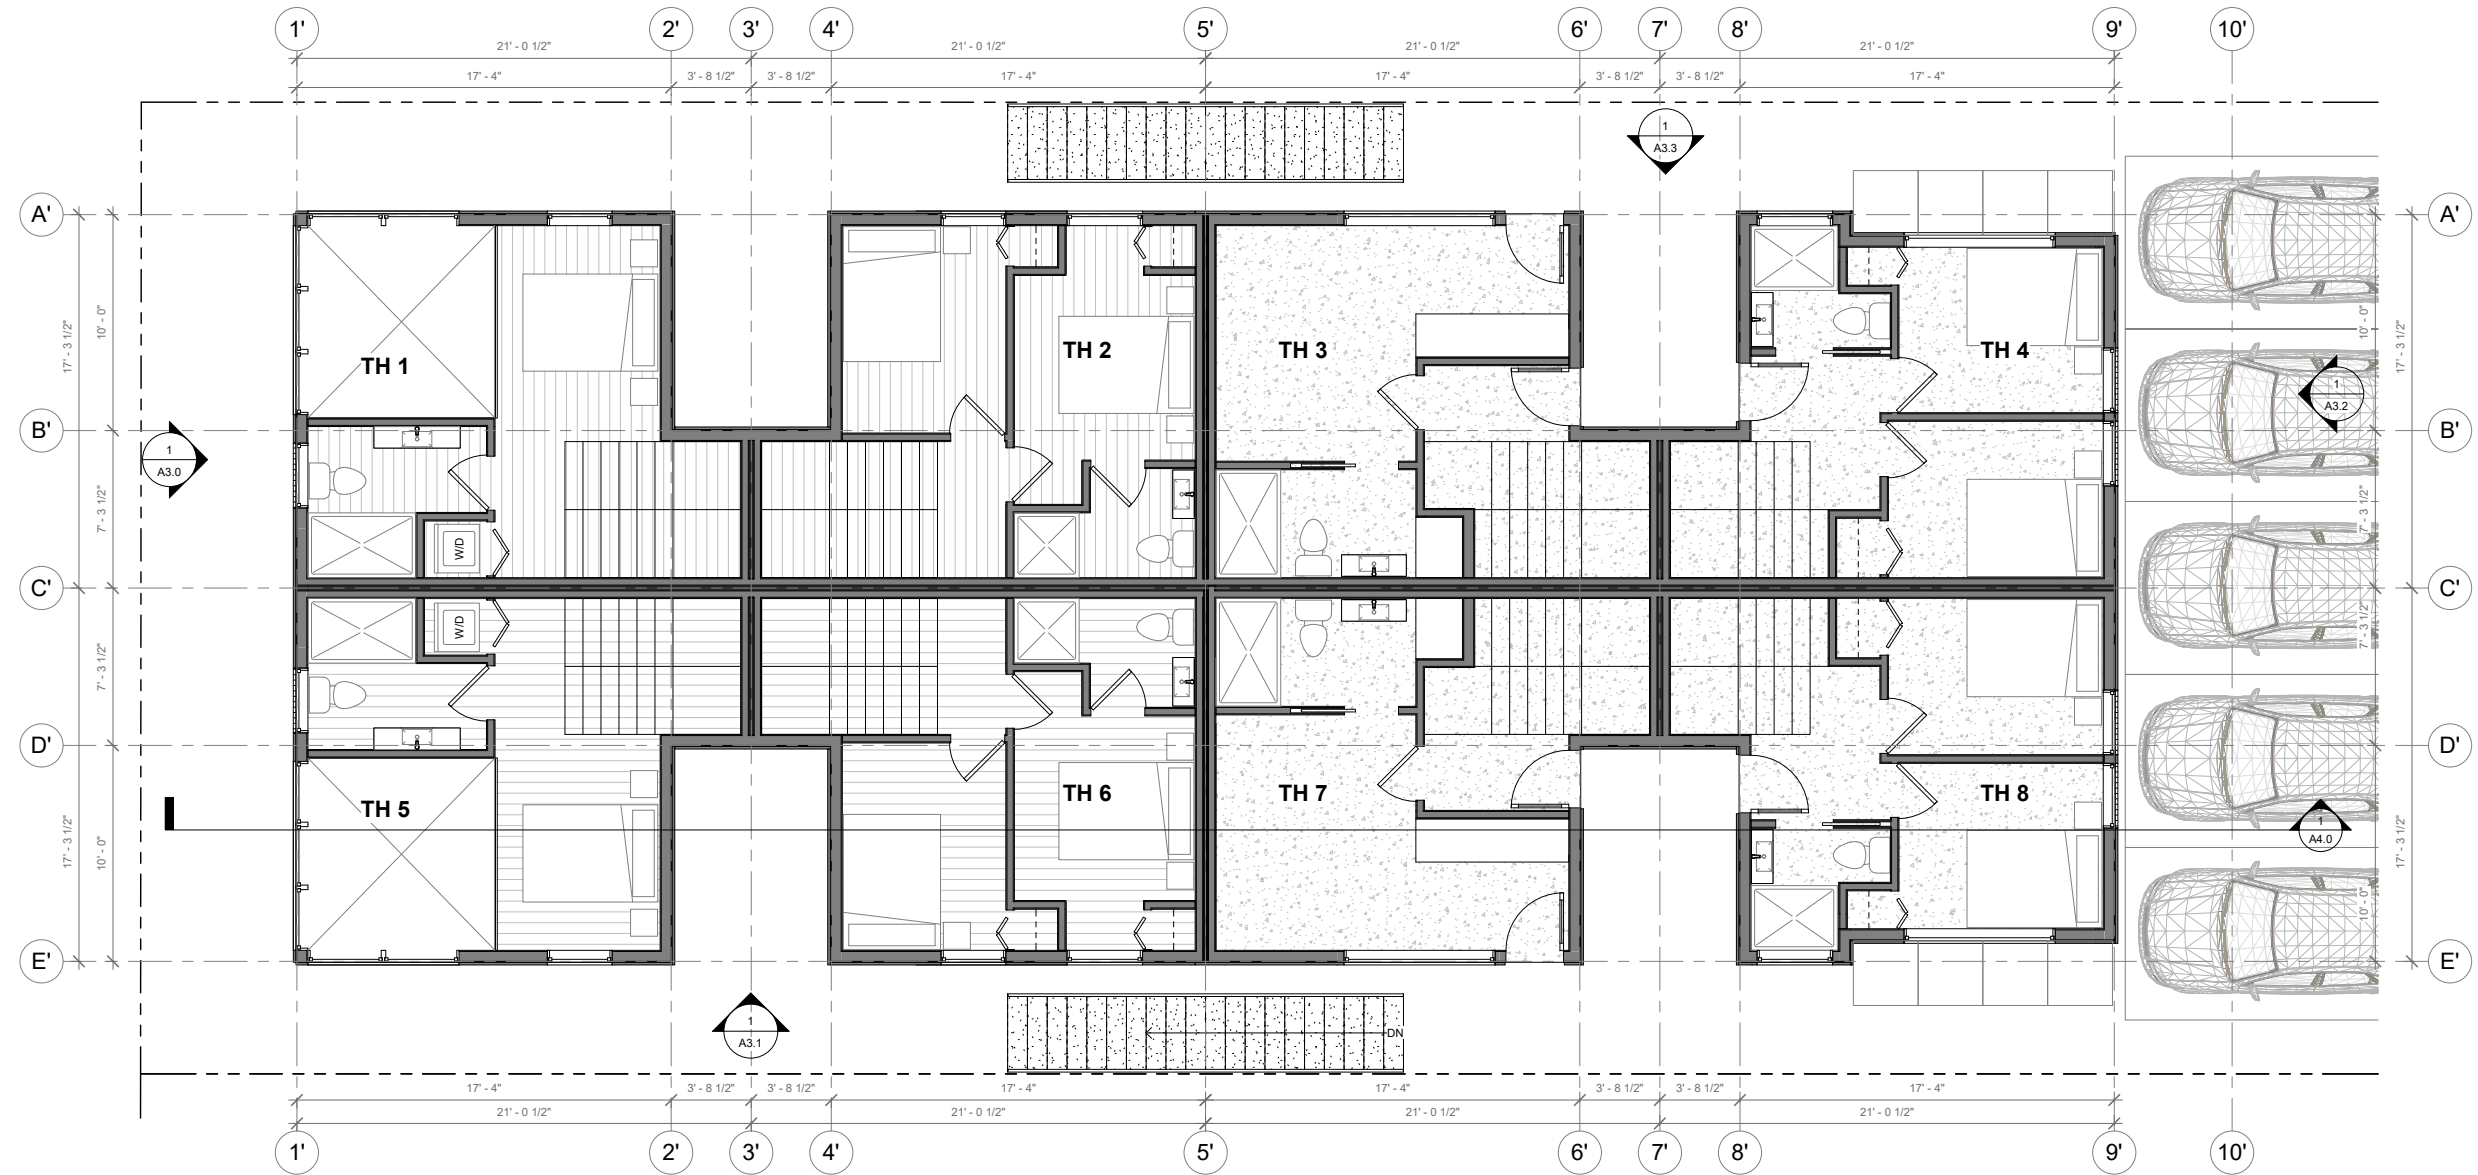 1' 2' 3' 4' 5' 6' 7' 8' 9' 10'
21' - 0 1/2" 21' - 0 1/2" 21' - 0 1/2" 21' - 0 1/2"
17' - 4" 3' - 8 1/2" 3' - 8 1/2" 17' - 4" 17' - 4" 3' - 8 1/2" 3' - 8 1/2" 17' - 4"
1
A3.3
A' A'
17' - 3 1/2" 10' - 0" 10' - 0" 17' - 3 1/2"
TH 1 TH 2 TH 3 TH 4
1
A3.2
B' B'
1
A3.0
7' - 3 1/2" 7' - 3 1/2"
W/D
C' C'
W/D
7' - 3 1/2" 7' - 3 1/2"
D' D'
TH 5 TH 6 TH 7 TH 8
1
A4.0
17' - 3 1/2" 10' - 0" 10' - 0" 17' - 3 1/2"
E' E'
1
A3.1
DN
17' - 4" 3' - 8 1/2" 3' - 8 1/2" 17' - 4" 17' - 4" 3' - 8 1/2" 3' - 8 1/2" 17' - 4"
21' - 0 1/2" 21' - 0 1/2" 21' - 0 1/2" 21' - 0 1/2"
1' 2' 3' 4' 5' 6' 7' 8' 9' 10'